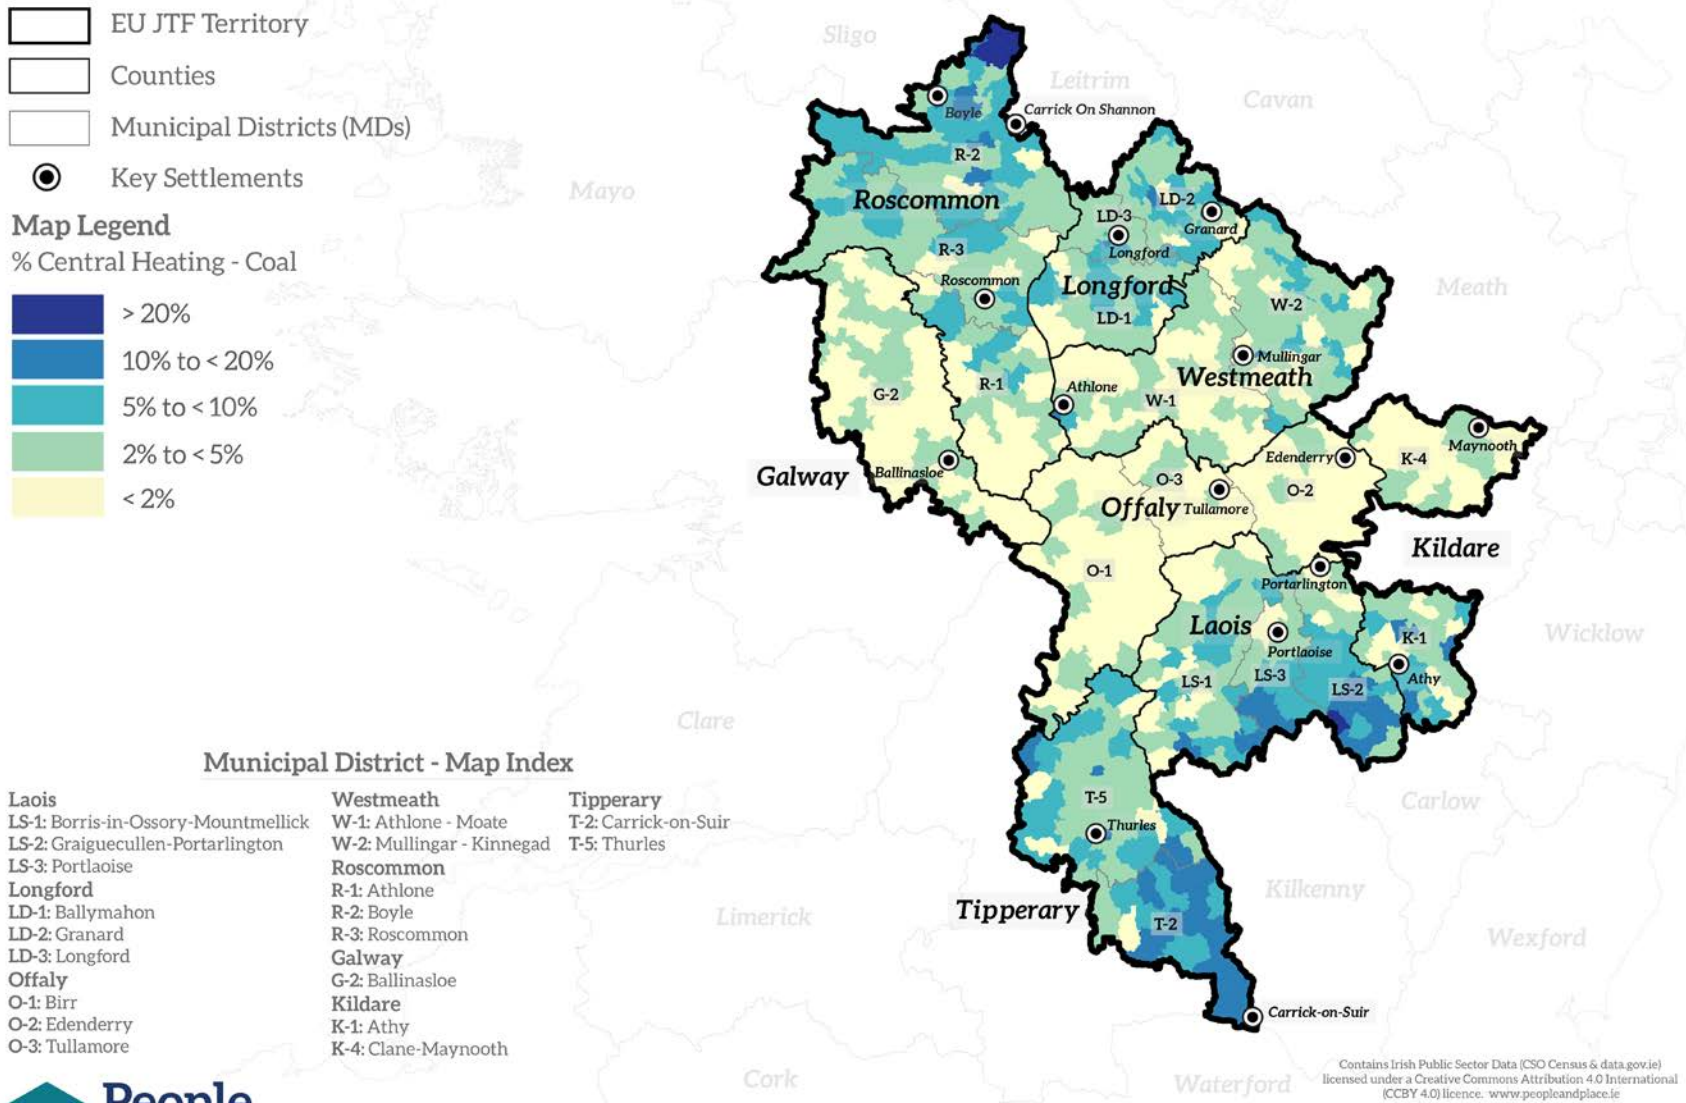 EU JTF Territory
Counties
Municipal Districts (MDs)
Key Settlements
Map Legend
% Central Heating - Coal
> 20%
10% to < 20%
5% to < 10%
2% to < 5%
< 2%
Sligo
Leitrim
Cavan
Mayo
Meath
Wicklow
Clare
Carlow
Kilkenny
Limerick
Wexford
Cork
Waterford
Boyle
Carrick On Shannon
R-2
Roscommon
LD-2
LD-3
Granard
Longford
R-3
Roscommon
Longford
LD-1
W-2
Mullingar
Westmeath
R-1
Athlone
W-1
G-2
Maynooth
Edenderry
K-4
Galway
Ballinasloe
O-3
O-2
Offaly
Tullamore
Kildare
O-1
Portarlington
Laois
K-1
Portlaoise
Athy
LS-1
LS-3
LS-2
T-5
Thurles
Tipperary
T-2
Carrick-on-Suir
Municipal District - Map Index
Laois
LS-1: Borris-in-Ossory-Mountmellick
LS-2: Graiguecullen-Portarlington
LS-3: Portlaoise
Longford
LD-1: Ballymahon
LD-2: Granard
LD-3: Longford
Offaly
O-1: Birr
O-2: Edenderry
O-3: Tullamore
Westmeath
W-1: Athlone - Moate
W-2: Mullingar - Kinnegad
Roscommon
R-1: Athlone
R-2: Boyle
R-3: Roscommon
Galway
G-2: Ballinasloe
Kildare
K-1: Athy
K-4: Clane-Maynooth
Tipperary
T-2: Carrick-on-Suir
T-5: Thurles
People
Contains Irish Public Sector Data (CSO Census & data.gov.ie)
licensed under a Creative Commons Attribution 4.0 International
(CCBY 4.0) licence. www.peopleandplace.ie